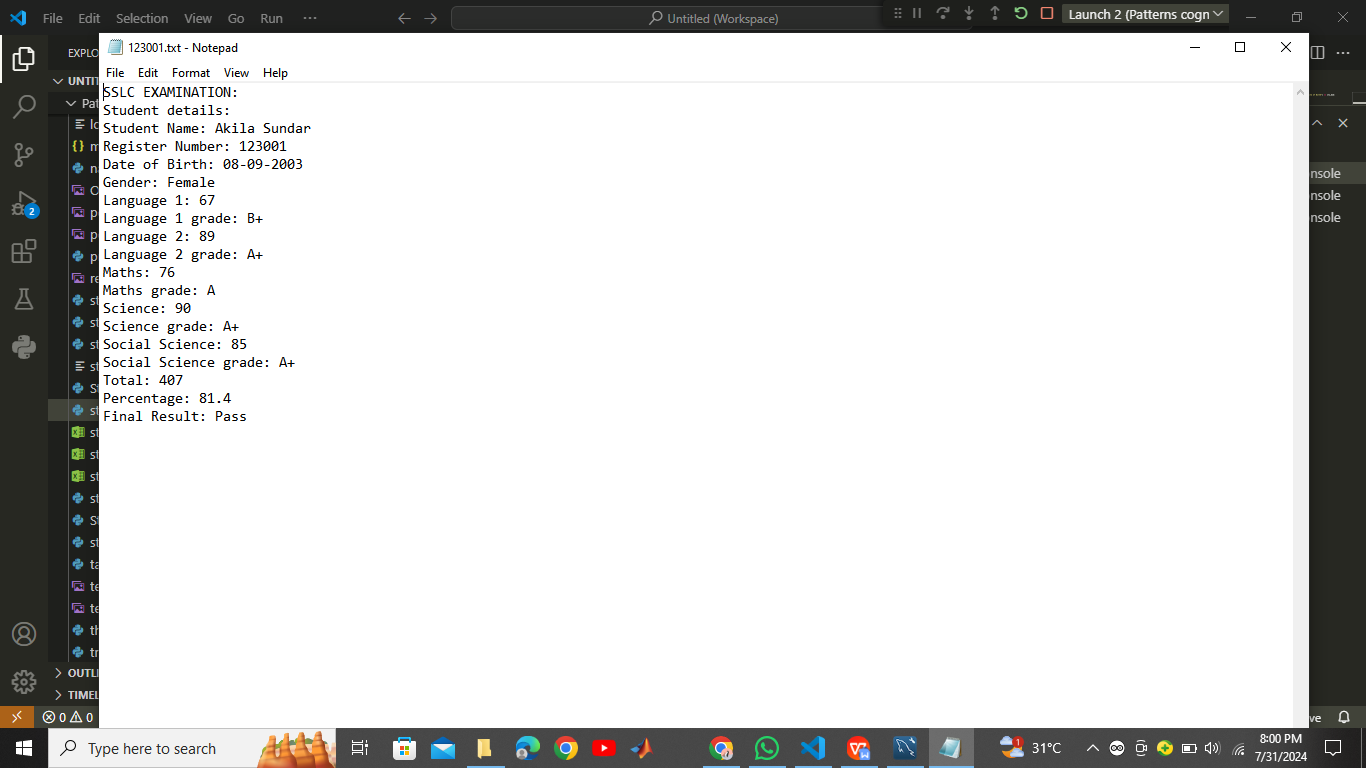 File Edit Selection View Go Run ···
Untitled (Workspace)
Launch 2 (Patterns cogn
123001.txt - Notepad
File Edit Format View Help
SSLC EXAMINATION:
Student details:
Student Name: Akila Sundar
Register Number: 123001
Date of Birth: 08-09-2003
Gender: Female
Language 1: 67
Language 1 grade: B+
Language 2: 89
Language 2 grade: A+
Maths: 76
Maths grade: A
Science: 90
Science grade: A+
Social Science: 85
Social Science grade: A+
Total: 407
Percentage: 81.4
Final Result: Pass
2
0 0
Type here to search
1
31°C
8:00 PM
7/31/2024